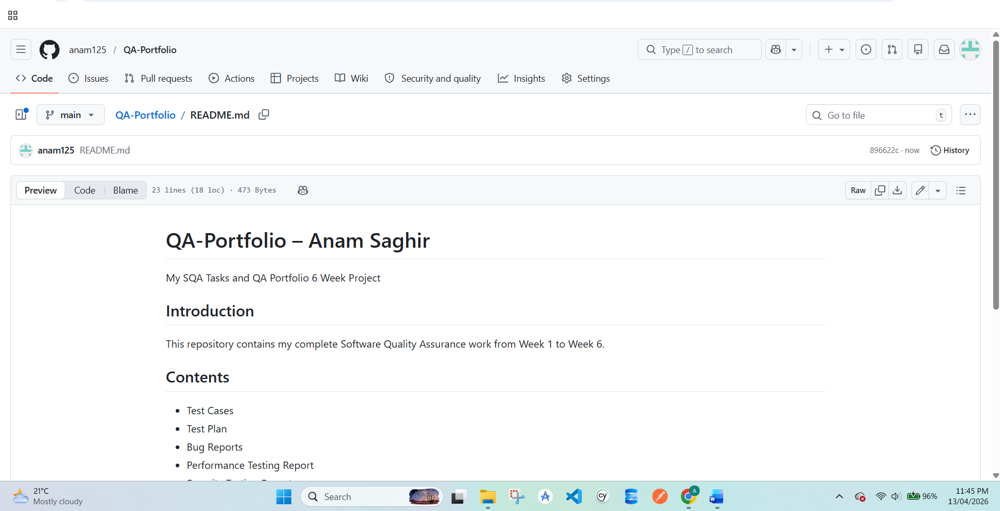 anam125 / QA-Portfolio
Type / to search
Code Issues Pull requests Actions Projects Wiki Security and quality Insights Settings
main QA-Portfolio / README.md
Go to file t
anam125 README.md
896622c · now History
Preview Code Blame 23 lines (18 loc) · 473 Bytes
Raw
QA-Portfolio – Anam Saghir
My SQA Tasks and QA Portfolio 6 Week Project
Introduction
This repository contains my complete Software Quality Assurance work from Week 1 to Week 6.
Contents
Test Cases
Test Plan
Bug Reports
Performance Testing Report
21°C
Mostly cloudy
Search
cy
A
W
96%
11:45 PM
13/04/2026